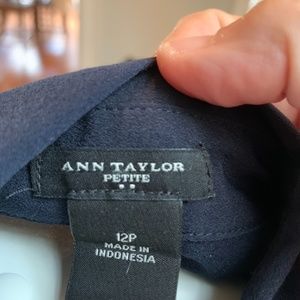 ANN TAYLOR
PETITE
12P
MADE IN
INDONESIA